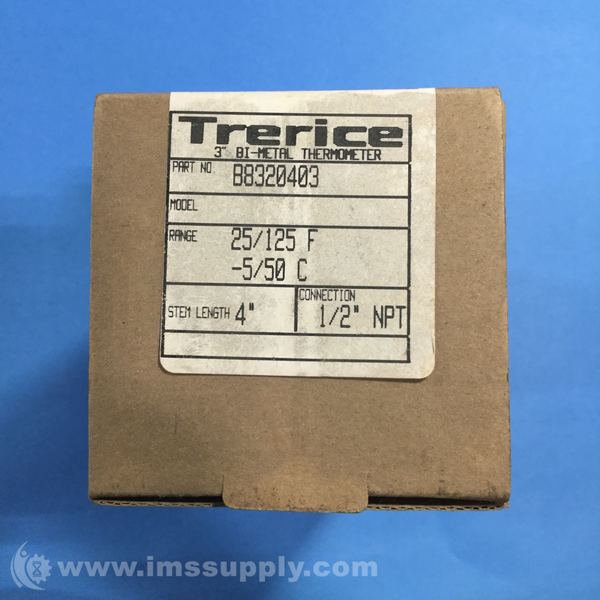 Trerice
3" BI-METAL THERMOMETER
PART NO B8320403
MODEL
RANGE 25/125 F
-5/50 C
STEM LENGTH 4" CONNECTION 1/2" NPT
www.imssupply.com